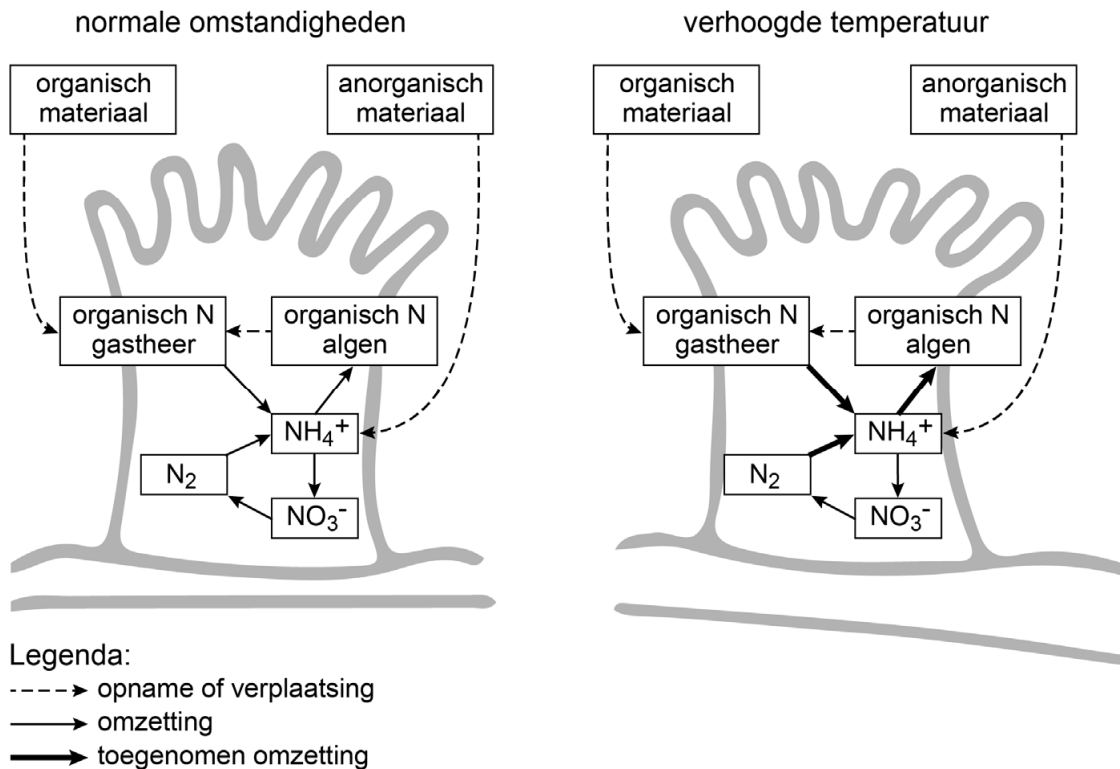 normale omstandigheden
organisch
materiaal
anorganisch
materiaal
organisch N
gastheer
organisch N
algen
NH4+
N2
NO3-
verhoogde temperatuur
organisch
materiaal
anorganisch
materiaal
organisch N
gastheer
organisch N
algen
NH4+
N2
NO3-
Legenda:
opname of verplaatsing
omzetting
toegenomen omzetting